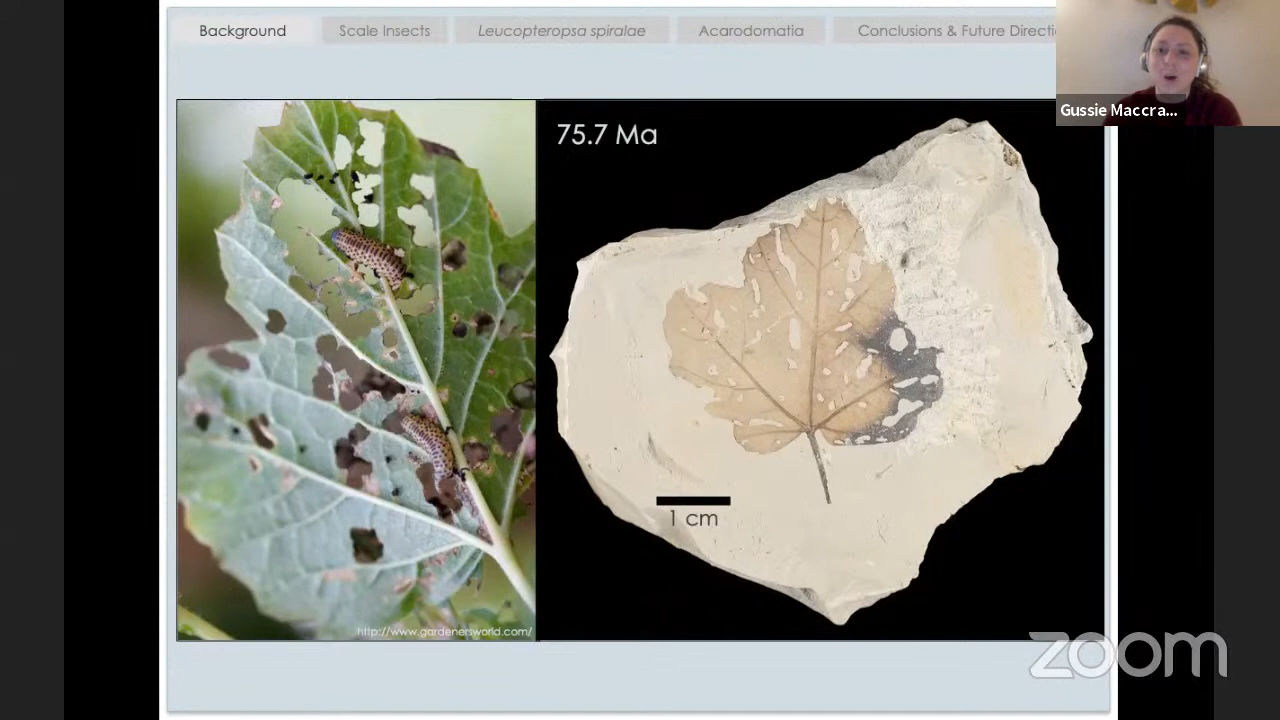 Background
Scale Insects
Leucopteropsa spiralae
Acarodomatia
Conclusions & Future Directi
Gussie Maccra...
75.7 Ma
1 cm
http://www.gardenersworld.com/
zoom